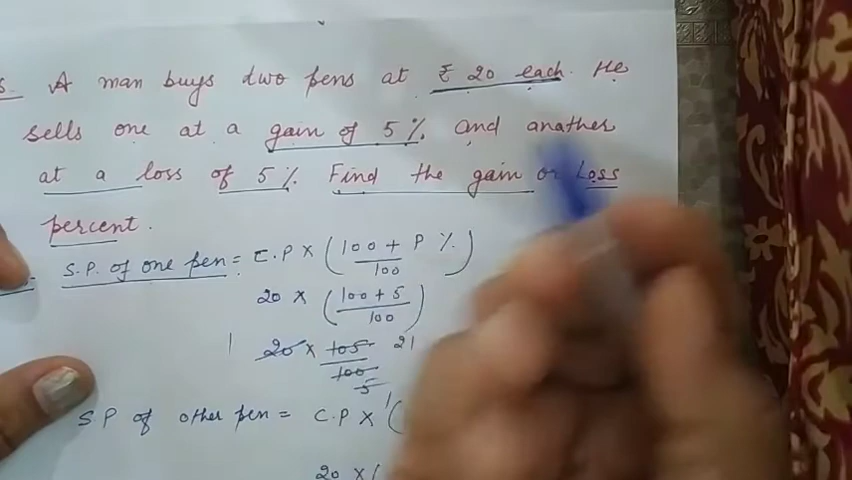 s. A man buys two pens at ₹ 20 each. He
sells one at a gain of 5 % and anather
at a loss of 5 % Find the gain or Loss
percent.
S.P. of one pen = C.P X ( 100 + P % / 100 )
20 X ( 100 + 5 / 100 )
1 20 X 105 / 100 21
5
S P of other pen = C.P X (
20 X (